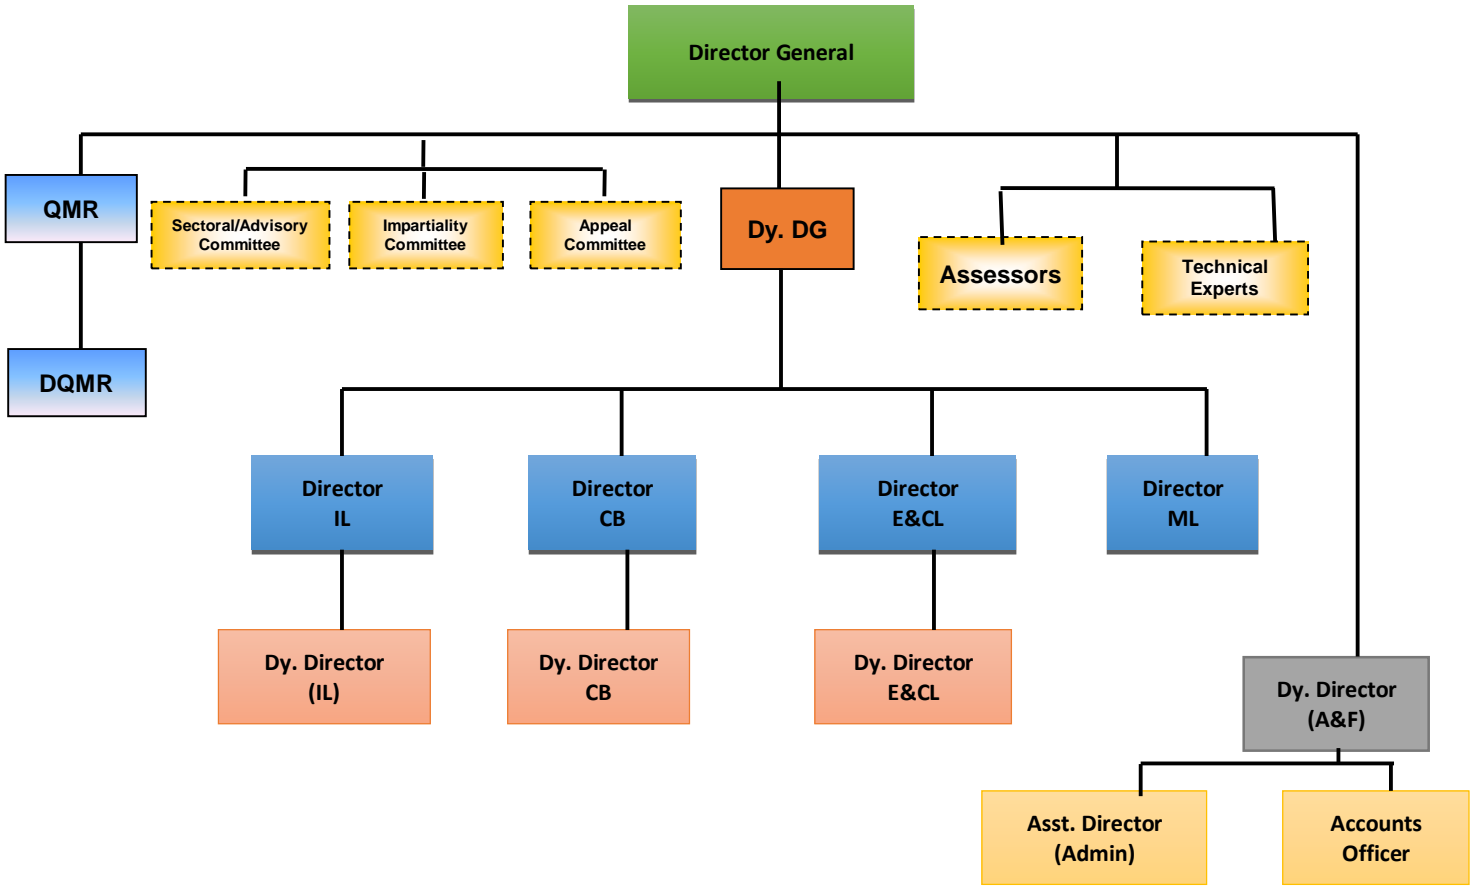 Director General
QMR
Sectoral/Advisory
Committee
Impartiality
Committee
Appeal
Committee
Dy. DG
Assessors
Technical
Experts
DQMR
Director
IL
Director
CB
Director
E&CL
Director
ML
Dy. Director
(IL)
Dy. Director
CB
Dy. Director
E&CL
Dy. Director
(A&F)
Asst. Director
(Admin)
Accounts
Officer